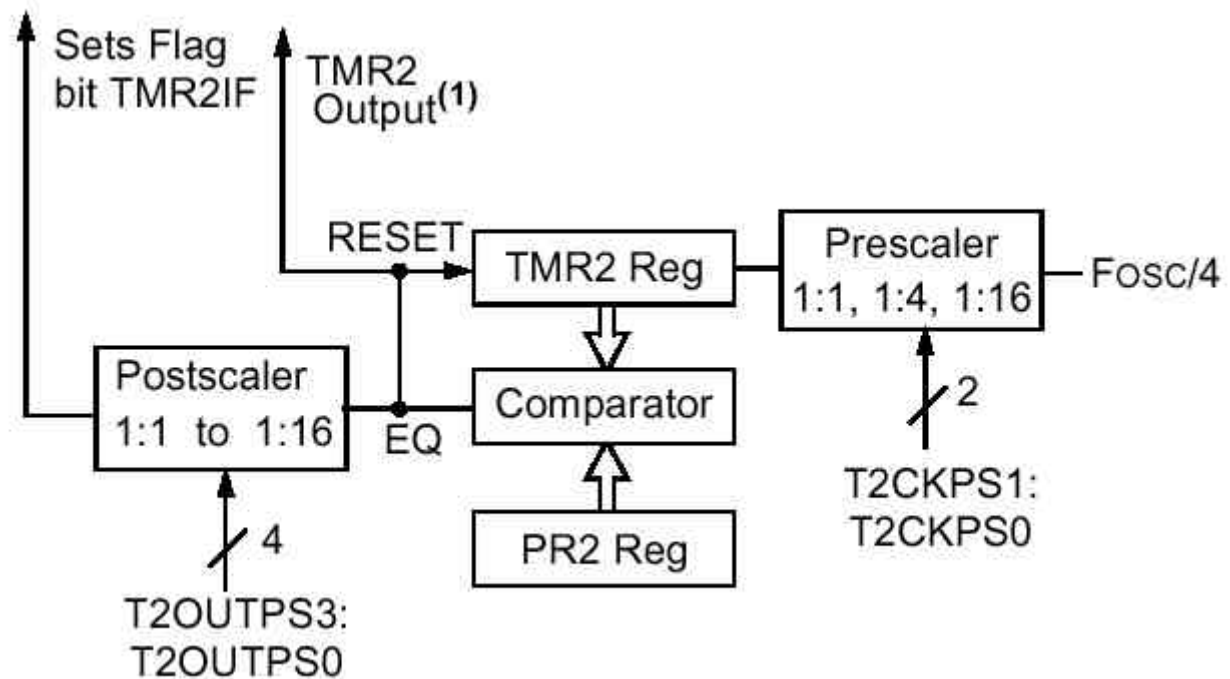 Sets Flag
bit TMR2IF
TMR2
Output(1)
RESET
TMR2 Reg
Prescaler
1:1, 1:4, 1:16
FOSC/4
Postscaler
1:1 to 1:16
EQ
Comparator
2
T2CKPS1:
T2CKPS0
PR2 Reg
4
T2OUTPS3:
T2OUTPS0